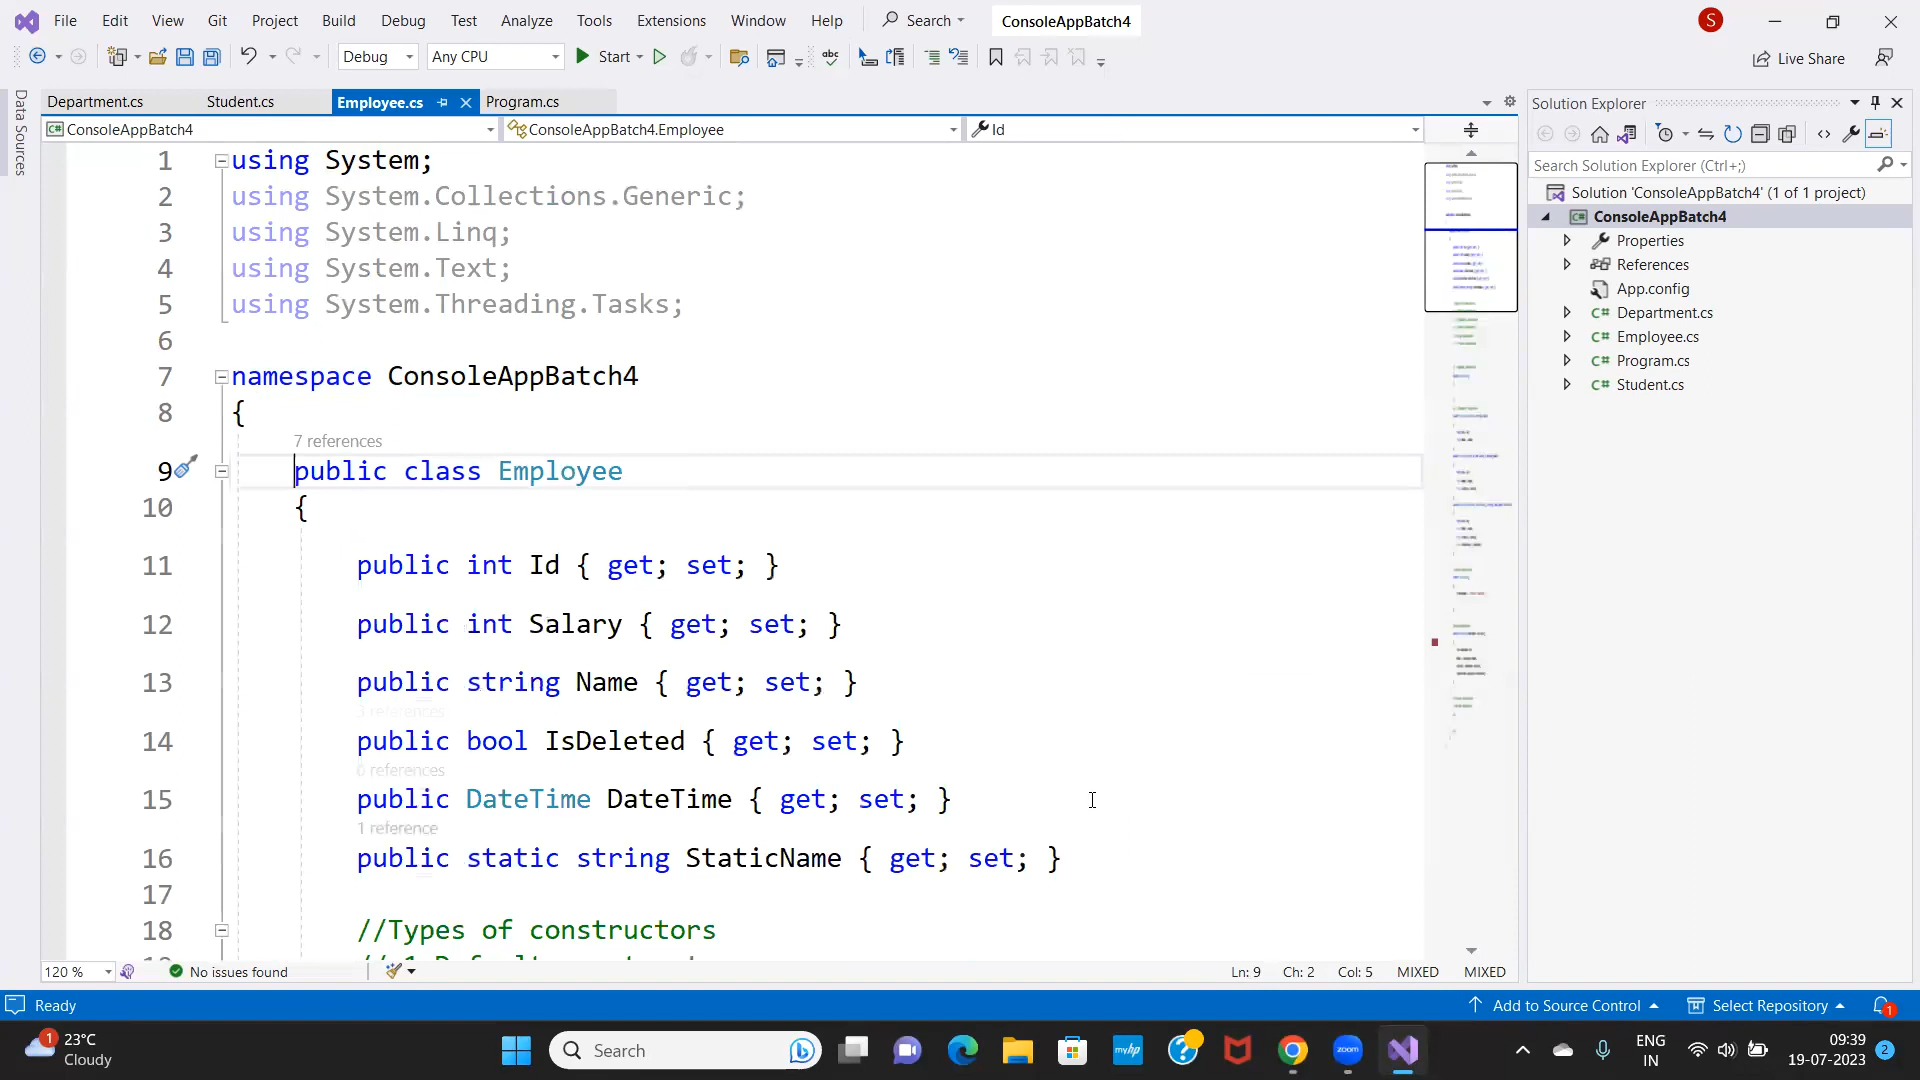 File Edit View Git Project Build Debug Test Analyze Tools Extensions Window Help Search ConsoleAppBatch4 S
Debug Any CPU Start Live Share
Data Sources
Department.cs Student.cs Employee.cs Program.cs
ConsoleAppBatch4 ConsoleAppBatch4.Employee Id
1 using System;
2 using System.Collections.Generic;
3 using System.Linq;
4 using System.Text;
5 using System.Threading.Tasks;
6
7 namespace ConsoleAppBatch4
8 {
7 references
9 public class Employee
10 {
11 public int Id { get; set; }
12 public int Salary { get; set; }
13 public string Name { get; set; }
3 references
14 public bool IsDeleted { get; set; }
0 references
15 public DateTime DateTime { get; set; }
1 reference
16 public static string StaticName { get; set; }
17
18 //Types of constructors
120 % No issues found Ln: 9 Ch: 2 Col: 5 MIXED MIXED
Solution Explorer
Search Solution Explorer (Ctrl+;)
Solution 'ConsoleAppBatch4' (1 of 1 project)
ConsoleAppBatch4
Properties
References
App.config
Department.cs
Employee.cs
Program.cs
Student.cs
Ready Add to Source Control Select Repository 1
1 23°C
Cloudy
Search
myhp
zoom
ENG
IN
09:39
19-07-2023
2